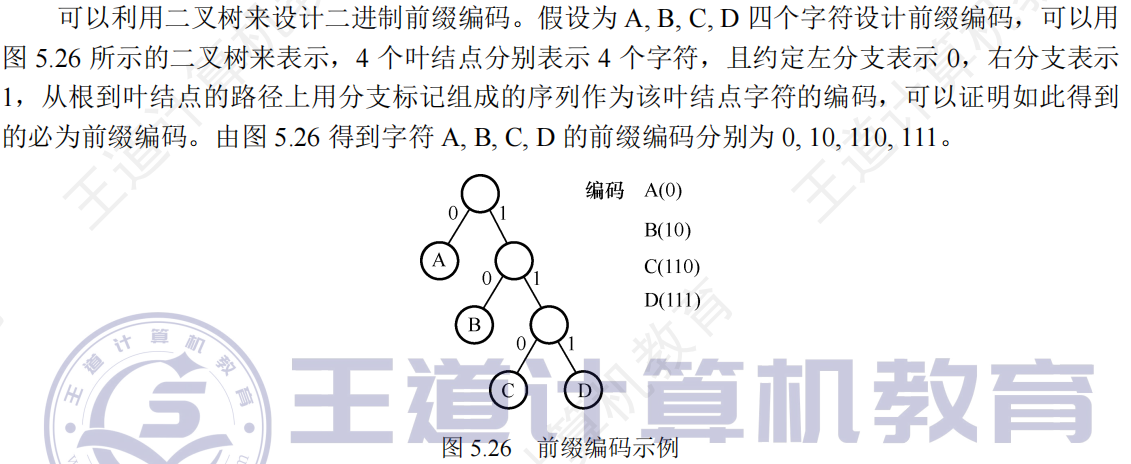 可以利用二叉树来设计二进制前缀编码。假设为 A, B, C, D 四个字符设计前缀编码，可以用
图 5.26 所示的二叉树来表示，4 个叶结点分别表示 4 个字符，且约定左分支表示 0，右分支表示
1，从根到叶结点的路径上用分支标记组成的序列作为该叶结点字符的编码，可以证明如此得到
的必为前缀编码。由图 5.26 得到字符 A, B, C, D 的前缀编码分别为 0, 10, 110, 111。
编码 A(0)
B(10)
C(110)
D(111)
0 1
A
0 1
B
0 1
C D
王道计算机教育
王道计算机教育
图 5.26 前缀编码示例